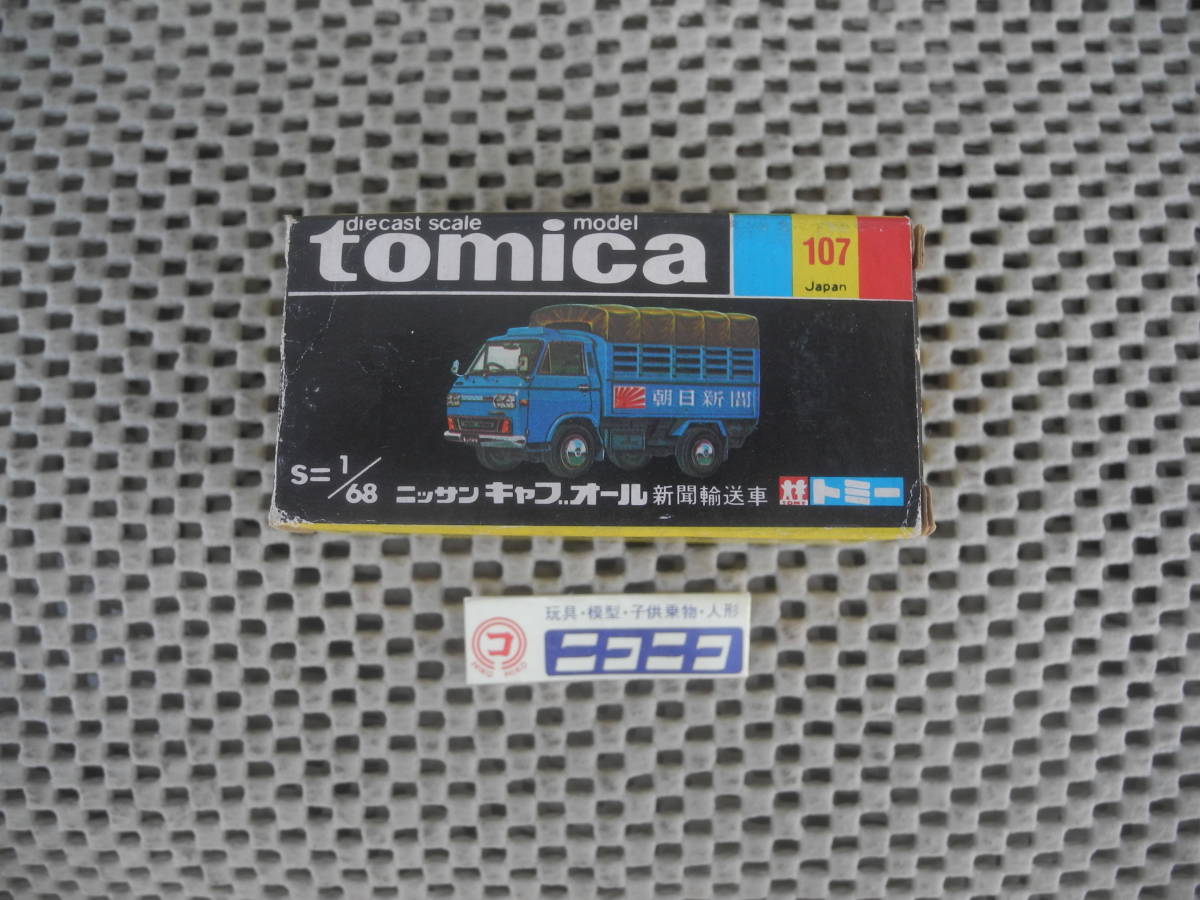 diecast scale model
tomica
107
Japan
朝日新聞
S=1/68 ニッサン キャブオール 新聞輸送車 TOMY トミー
玩具・模型・子供乗物・人形
コ ニコニコ